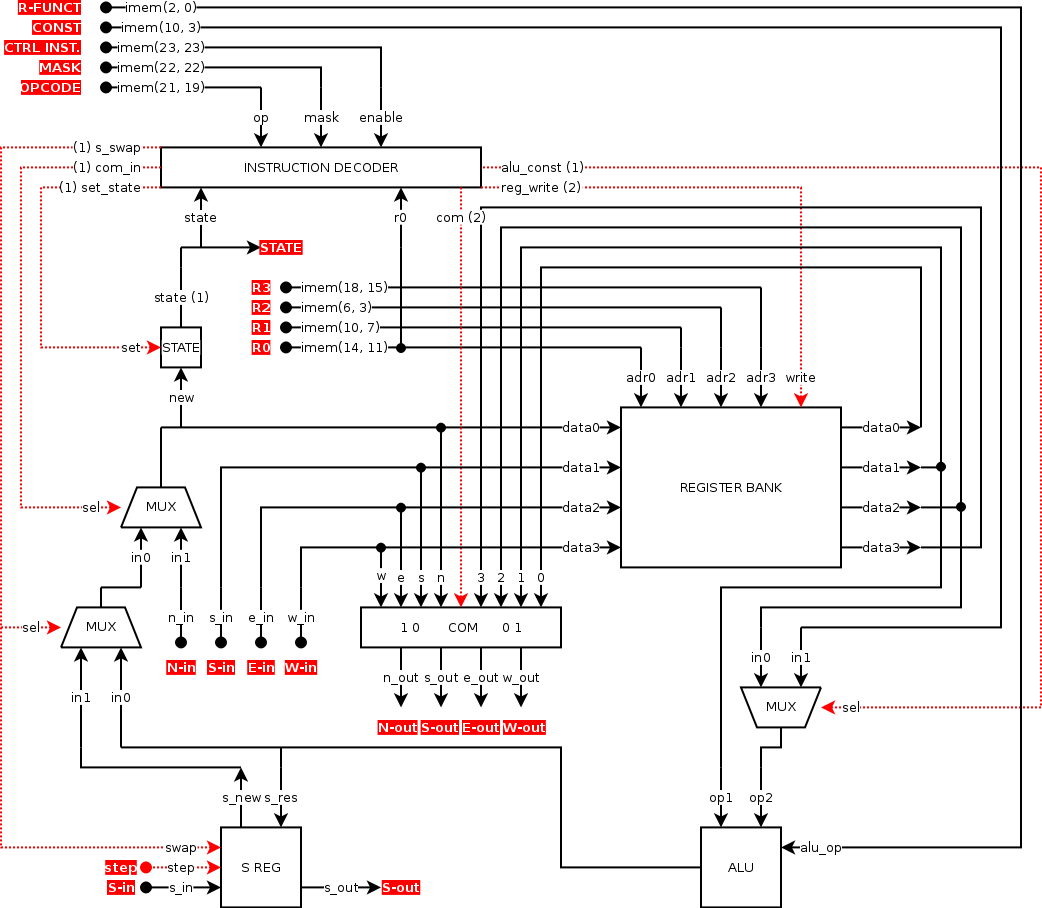 R-FUNCT imem(2, 0)
CONST imem(10, 3)
CTRL INST. imem(23, 23)
MASK imem(22, 22)
OPCODE imem(21, 19)
op mask enable
(1) s_swap
(1) com_in INSTRUCTION DECODER alu_const (1)
(1) set_state reg_write (2)
state r0 com (2)
STATE
R3 imem(18, 15)
state (1)
R2 imem(6, 3)
R1 imem(10, 7)
set STATE R0 imem(14, 11)
adr0 adr1 adr2 adr3 write
new
data0 data0
data1 data1
REGISTER BANK
sel MUX data2 data2
data3 data3
in0 in1
w e s n 3 2 1 0
n_in s_in e_in w_in
sel MUX 1 0 COM 0 1
in0 in1
N-in S-in E-in W-in
n_out s_out e_out w_out
in1 in0
MUX sel
N-out S-out E-out W-out
s_new s_res op1 op2
swap alu_op
step step S REG ALU
S-in s_in s_out S-out